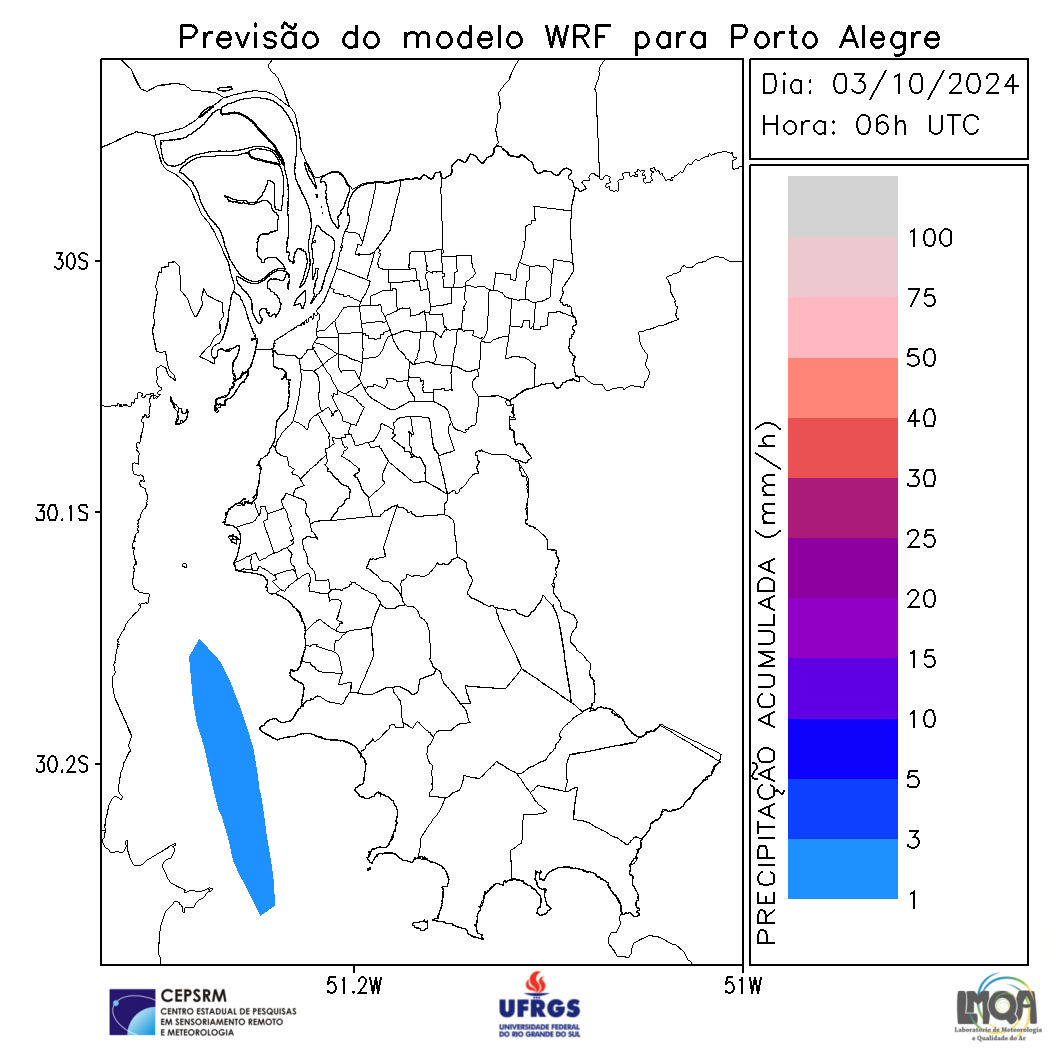 Previsão do modelo WRF para Porto Alegre
Dia: 03/10/2024
Hora: 06h UTC
30S
30.1S
30.2S
51.2W
51W
PRECIPITAÇÃO ACUMULADA (mm/h)
100
75
50
40
30
25
20
15
10
5
3
1
CEPSRM
CENTRO ESTADUAL DE PESQUISAS
EM SENSORIAMENTO REMOTO
E METEOROLOGIA
UFRGS
UNIVERSIDADE FEDERAL
DO RIO GRANDE DO SUL
LMQA
Laboratório de Meteorologia
e Qualidade do Ar